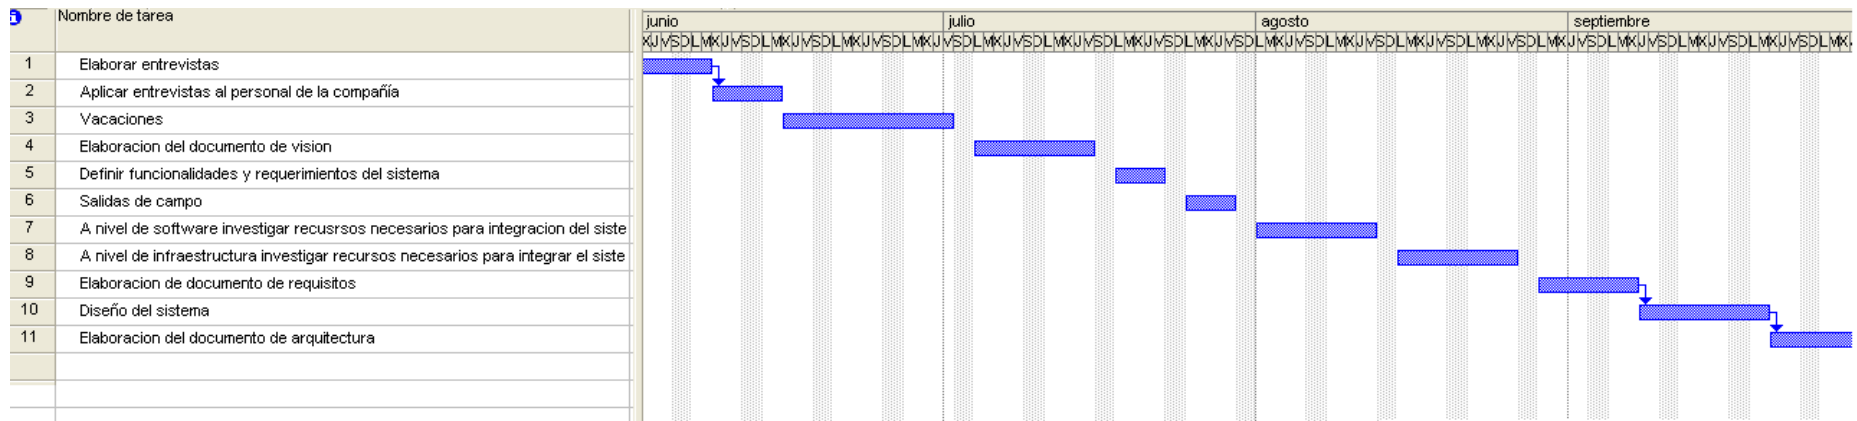 Nombre de tarea
junio julio agosto septiembre
XJVSDLMXJVSDLMXJVSDLMXJVSDLMXJVSDLMXJVSDLMXJVSDLMXJVSDLMXJVSDLMXJVSDLMXJVSDLMXJVSDLMXJVSDLMXJVSDLMXJVSDLMXJVSDLMXJVSDLMX
1 Elaborar entrevistas
2 Aplicar entrevistas al personal de la compañía
3 Vacaciones
4 Elaboracion del documento de vision
5 Definir funcionalidades y requerimientos del sistema
6 Salidas de campo
7 A nivel de software investigar recusrsos necesarios para integracion del siste
8 A nivel de infraestructura investigar recursos necesarios para integrar el siste
9 Elaboracion de documento de requisitos
10 Diseño del sistema
11 Elaboracion del documento de arquitectura